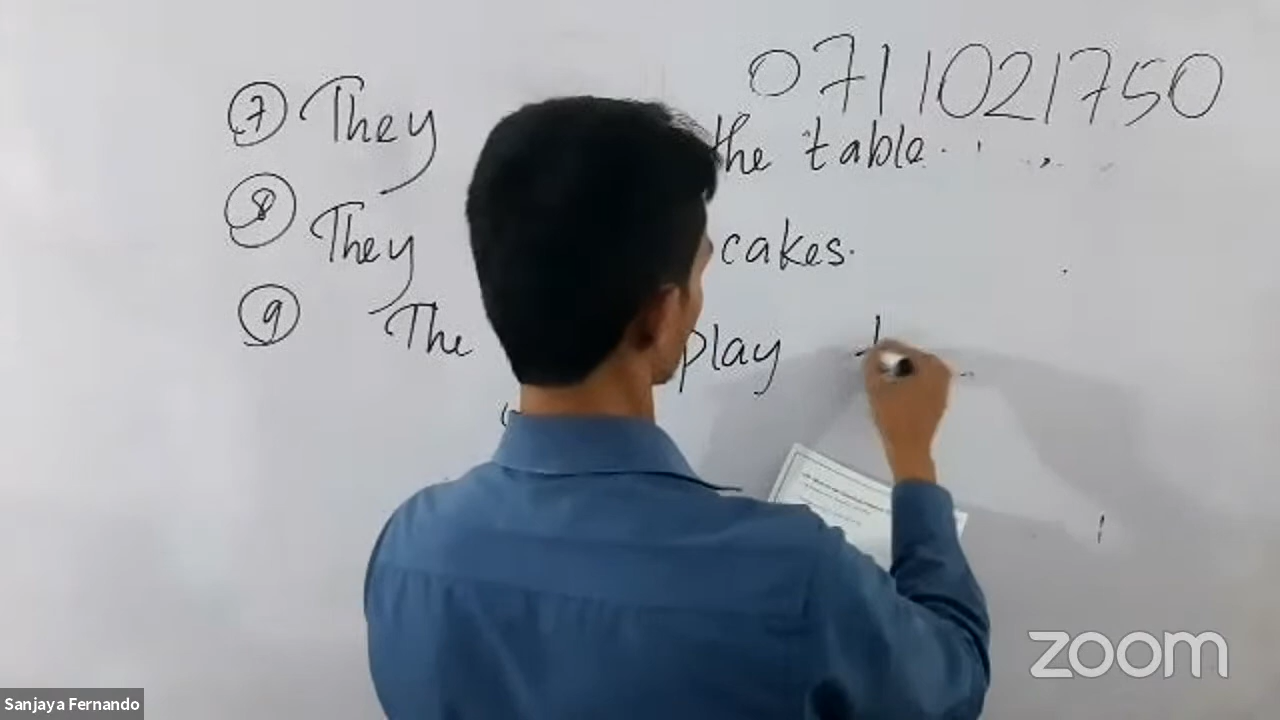 0711021750
⑦ They the table.
⑧ They cakes.
⑨ The play
zoom
Sanjaya Fernando